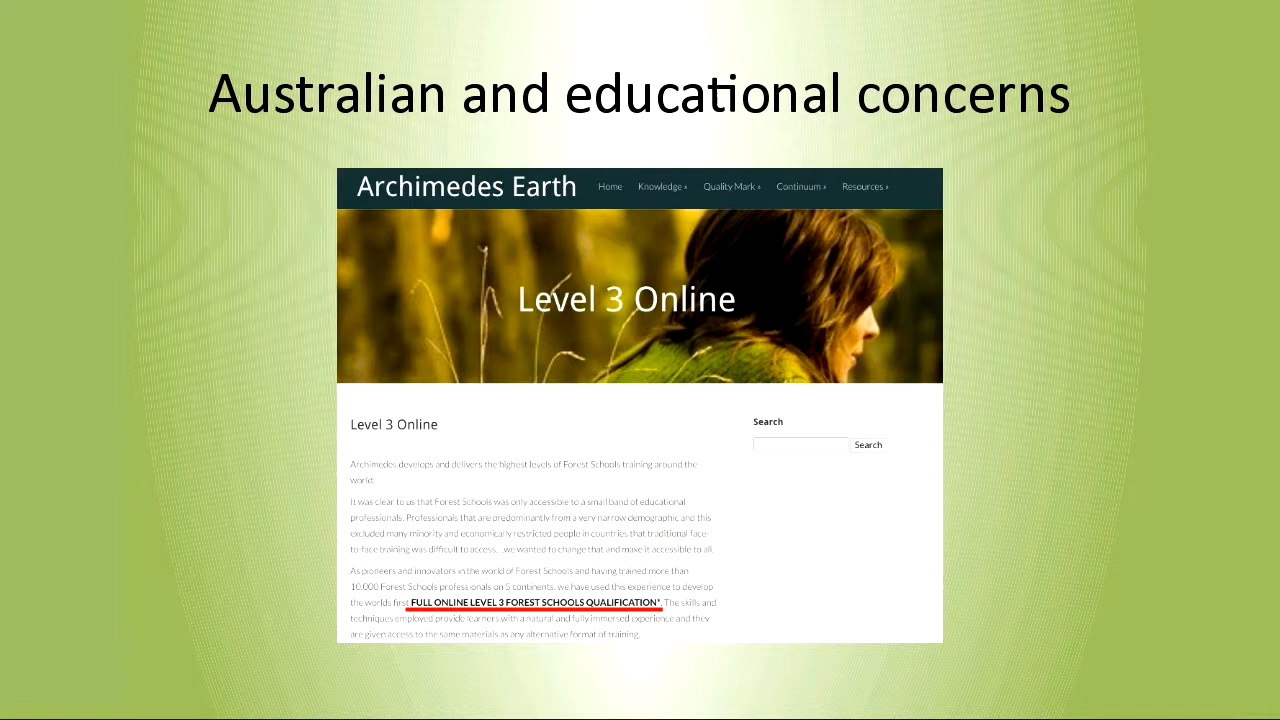 Australian and educational concerns
Archimedes Earth Home Knowledge » Quality Mark » Continuum » Resources »
Level 3 Online
Level 3 Online
Search
Search
Archimedes develops and delivers the highest levels of Forest Schools training around the
world.
It was clear to us that Forest Schools was only accessible to a small band of educational
professionals. Professionals that are predominantly from a very narrow demographic and this
excluded many minority and economically restricted people in countries that traditional face-
to-face training was difficult to access. ..we wanted to change that and make it accessible to all.
As pioneers and innovators in the world of Forest Schools and having trained more than
10,000 Forest Schools professionals on 5 continents, we have used this experience to develop
the worlds first FULL ONLINE LEVEL 3 FOREST SCHOOLS QUALIFICATION*. The skills and
techniques employed provide learners with a natural and fully immersed experience and they
are given access to the same materials as any alternative format of training.